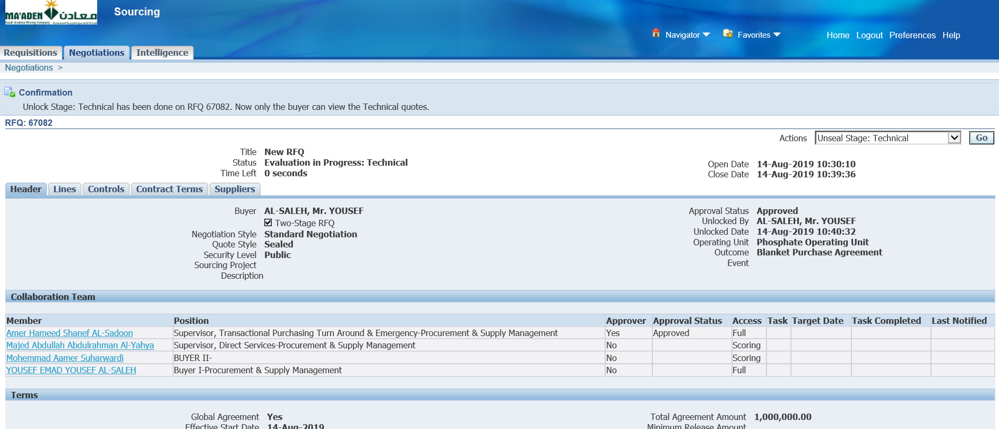 MA'ADEN معادن
Saudi Arabian Mining Company
Sourcing
Navigator Favorites Home Logout Preferences Help
Requisitions Negotiations Intelligence
Negotiations >
Confirmation
Unlock Stage: Technical has been done on RFQ 67082. Now only the buyer can view the Technical quotes.
RFQ: 67082
Actions Unseal Stage: Technical Go
Title New RFQ
Status Evaluation in Progress: Technical
Time Left 0 seconds
Open Date 14-Aug-2019 10:30:10
Close Date 14-Aug-2019 10:39:36
Header Lines Controls Contract Terms Suppliers
Buyer AL-SALEH, Mr. YOUSEF
Two-Stage RFQ
Negotiation Style Standard Negotiation
Quote Style Sealed
Security Level Public
Sourcing Project
Description
Approval Status Approved
Unlocked By AL-SALEH, Mr. YOUSEF
Unlocked Date 14-Aug-2019 10:40:32
Operating Unit Phosphate Operating Unit
Outcome Blanket Purchase Agreement
Event
Collaboration Team
Member Position Approver Approval Status Access Task Target Date Task Completed Last Notified
Amer Hameed Shanef AL-Sadoon Supervisor, Transactional Purchasing Turn Around & Emergency-Procurement & Supply Management Yes Approved Full
Majed Abdullah Abdulrahman Al-Yahya Supervisor, Direct Services-Procurement & Supply Management No Scoring
Mohemmad Aamer Suharwardi BUYER II- No Scoring
YOUSEF EMAD YOUSEF AL-SALEH Buyer I-Procurement & Supply Management No Full
Terms
Global Agreement Yes
Effective Start Date 14-Aug-2019
Total Agreement Amount 1,000,000.00
Minimum Release Amount